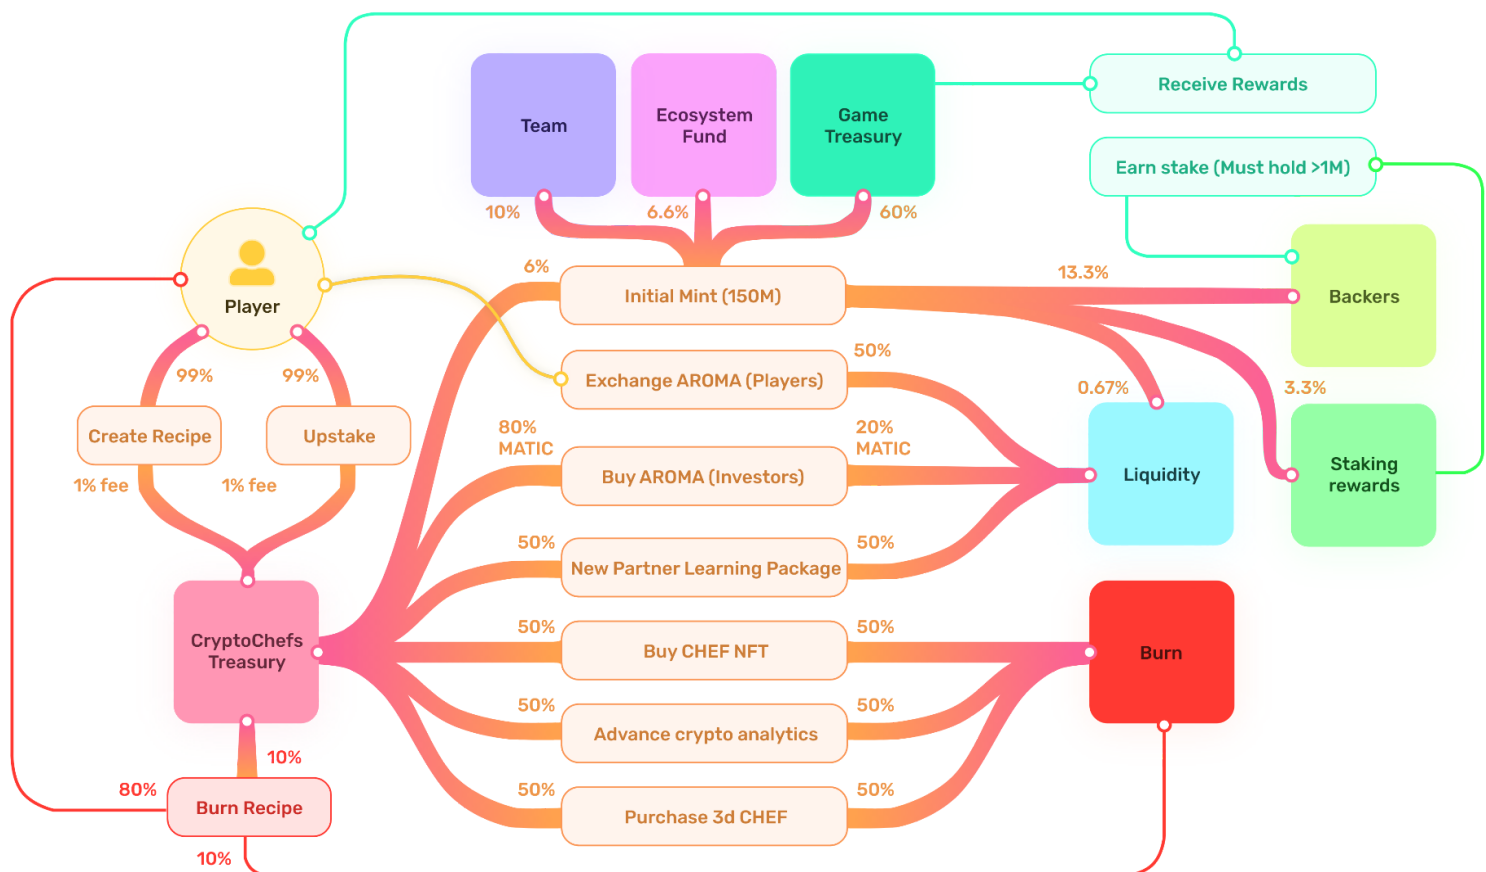 Receive Rewards
Team
Ecosystem
Fund
Game
Treasury
Earn stake (Must hold >1M)
10%
6.6%
60%
Player
6%
Initial Mint (150M)
13.3%
Backers
99%
99%
Exchange AROMA (Players)
50%
0.67%
3.3%
Create Recipe
Upstake
80%
MATIC
Buy AROMA (Investors)
20%
MATIC
Liquidity
Staking
rewards
1% fee
1% fee
50%
New Partner Learning Package
50%
CryptoChefs
Treasury
50%
Buy CHEF NFT
50%
Burn
50%
Advance crypto analytics
50%
10%
80%
Burn Recipe
50%
Purchase 3d CHEF
50%
10%